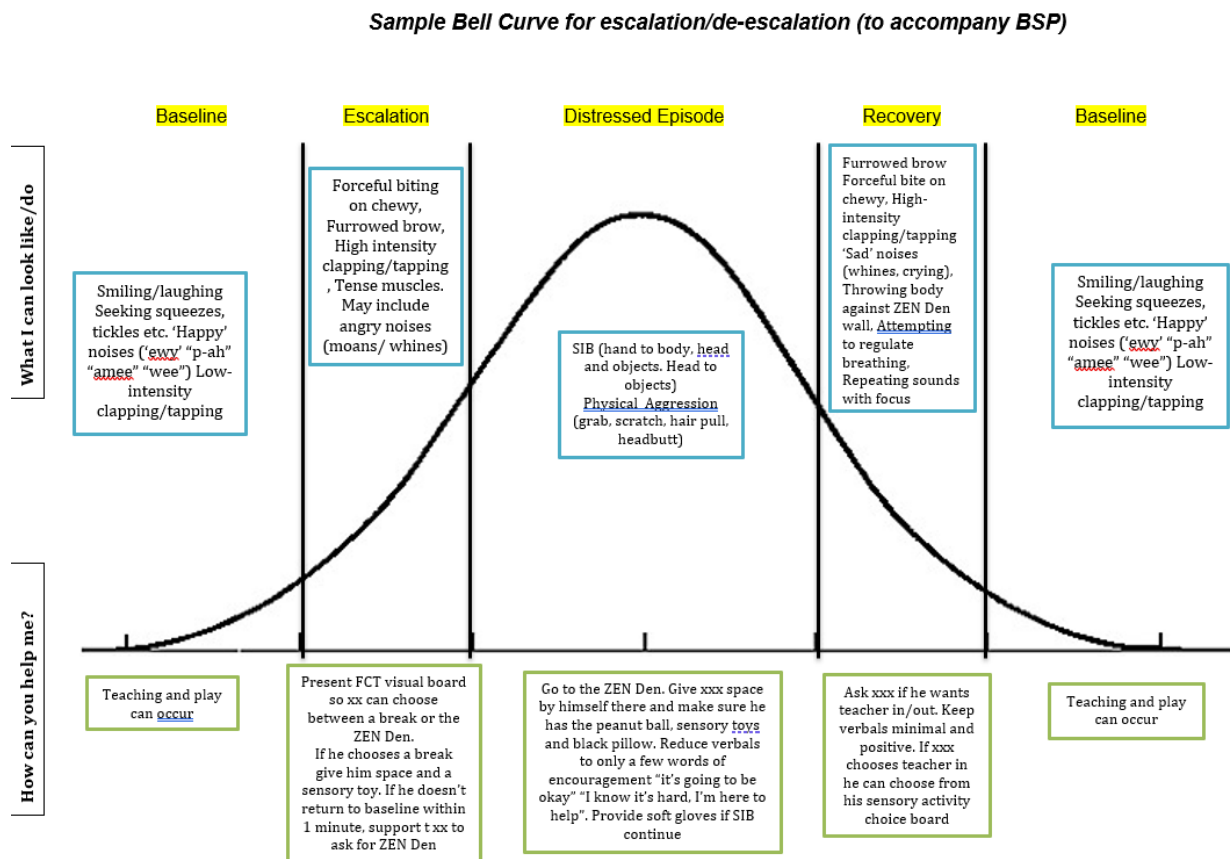 Sample Bell Curve for escalation/de-escalation (to accompany BSP)
Baseline
Escalation
Distressed Episode
Recovery
Baseline
What I can look like/do
Smiling/laughing
Seeking squeezes,
tickles etc. ‘Happy’
noises (‘ewy’ “p-ah”
“amee” “wee”) Low-
intensity
clapping/tapping
Forceful biting
on chewy,
Furrowed brow,
High intensity
clapping/tapping
, Tense muscles.
May include
angry noises
(moans/ whines)
SIB (hand to body, head
and objects. Head to
objects)
Physical Aggression
(grab, scratch, hair pull,
headbutt)
Furrowed brow
Forceful bite on
chewy, High-
intensity
clapping/tapping
‘Sad’ noises
(whines, crying),
Throwing body
against ZEN Den
wall, Attempting
to regulate
breathing,
Repeating sounds
with focus
Smiling/laughing
Seeking squeezes,
tickles etc. ‘Happy’
noises (‘ewy’ “p-ah”
“amee” “wee”) Low-
intensity
clapping/tapping
How can you help me?
Teaching and play
can occur
Present FCT visual board
so xx can choose
between a break or the
ZEN Den.
If he chooses a break
give him space and a
sensory toy. If he doesn’t
return to baseline within
1 minute, support t xx to
ask for ZEN Den
Go to the ZEN Den. Give xxx space
by himself there and make sure he
has the peanut ball, sensory toys
and black pillow. Reduce verbals
to only a few words of
encouragement “it’s going to be
okay” “I know it’s hard, I’m here to
help”. Provide soft gloves if SIB
continue
Ask xxx if he wants
teacher in/out. Keep
verbals minimal and
positive. If xxx
chooses teacher in
he can choose from
his sensory activity
choice board
Teaching and play
can occur